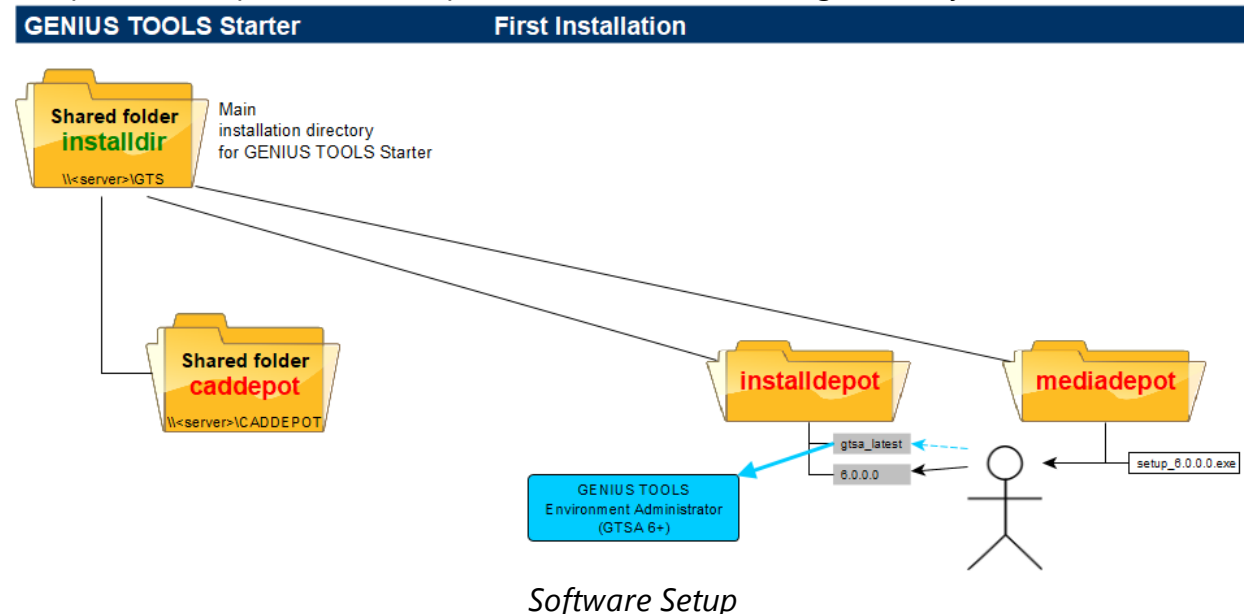 GENIUS TOOLS Starter First Installation
Shared folder
installdir
\\<server>\GTS
Main
installation directory
for GENIUS TOOLS Starter
Shared folder
caddepot
\\<server>\CADDEPOT
installdepot
mediadepot
gtsa_latest
6.0.0.0
setup_6.0.0.0.exe
GENIUS TOOLS
Environment Administrator
(GTSA 6+)
Software Setup